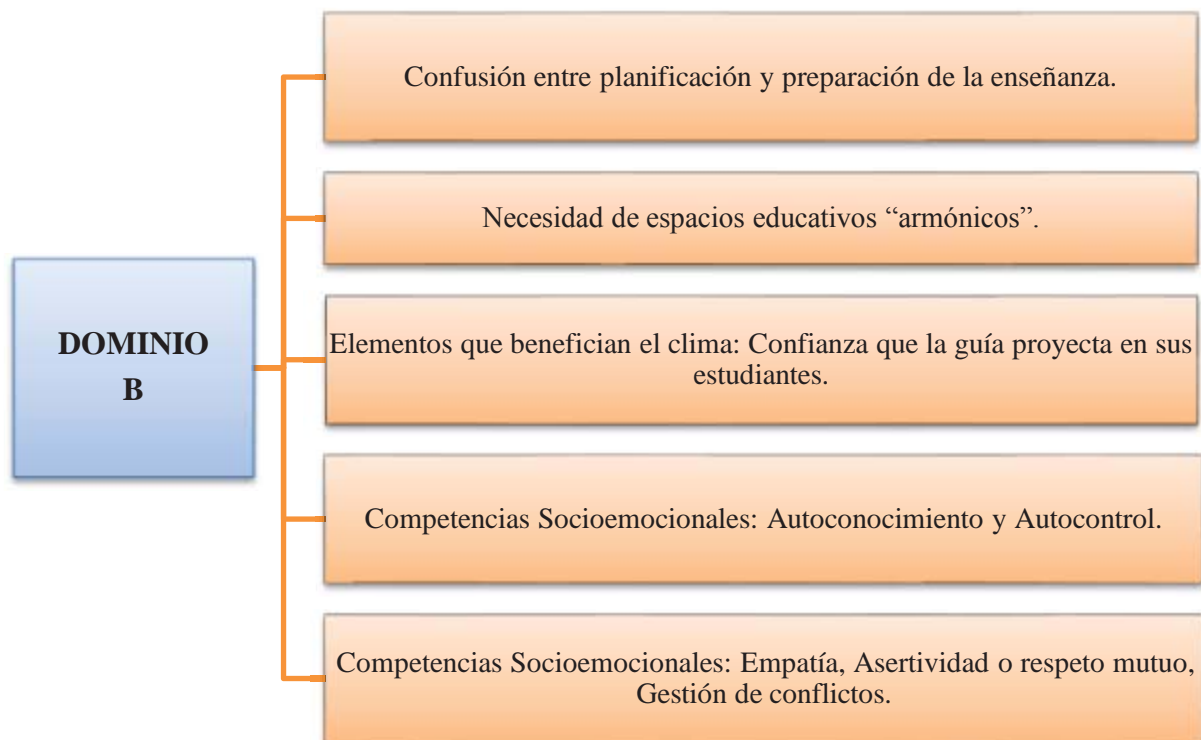 DOMINIO
B
Confusión entre planificación y preparación de la enseñanza.
Necesidad de espacios educativos “armónicos”.
Elementos que benefician el clima: Confianza que la guía proyecta en sus
estudiantes.
Competencias Socioemocionales: Autoconocimiento y Autocontrol.
Competencias Socioemocionales: Empatía, Asertividad o respeto mutuo,
Gestión de conflictos.